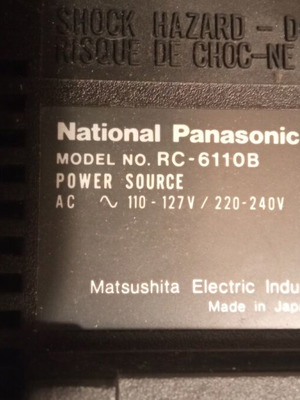 SHOCK HAZARD - D
RISQUE DE CHOC-NE
National Panasonic
MODEL NO. RC-6110B
POWER SOURCE
AC ∿ 110 - 127V / 220-240V
Matsushita Electric Indu
Made in Jap